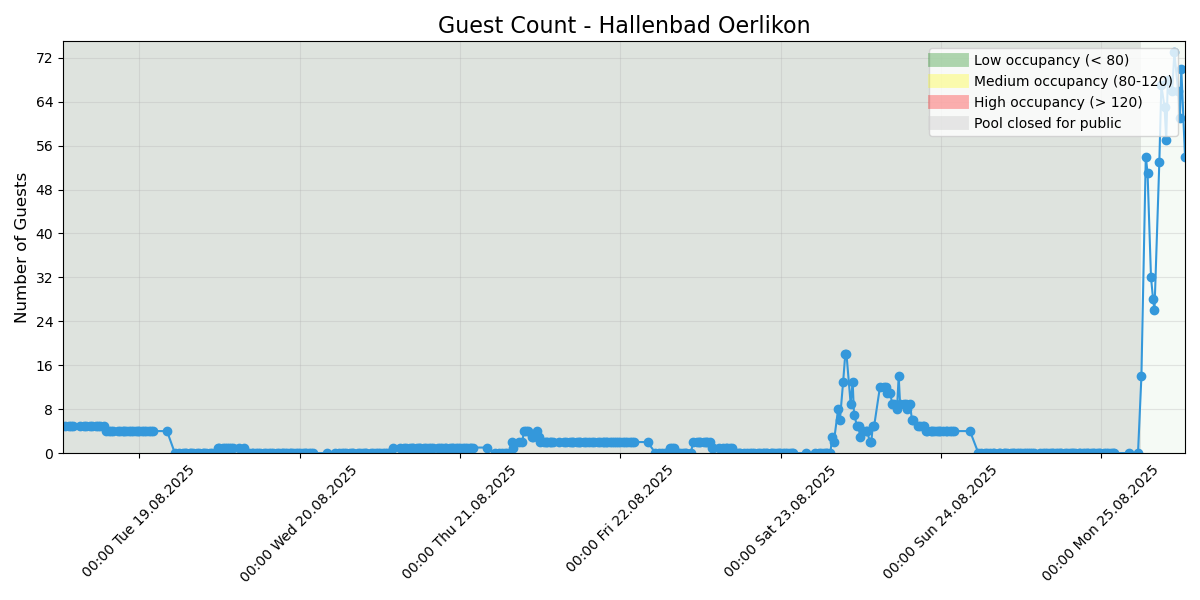 Guest Count - Hallenbad Oerlikon
Number of Guests
72
64
56
48
40
32
24
16
8
0
Low occupancy (< 80)
Medium occupancy (80-120)
High occupancy (> 120)
Pool closed for public
00:00 Tue 19.08.2025
00:00 Wed 20.08.2025
00:00 Thu 21.08.2025
00:00 Fri 22.08.2025
00:00 Sat 23.08.2025
00:00 Sun 24.08.2025
00:00 Mon 25.08.2025